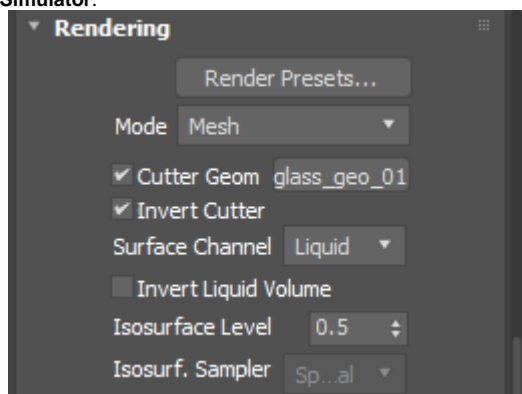 Simulator:
Rendering
Render Presets...
Mode Mesh
Cutter Geom glass_geo_01
Invert Cutter
Surface Channel Liquid
Invert Liquid Volume
Isosurface Level 0.5
Isosurf. Sampler Sp...al